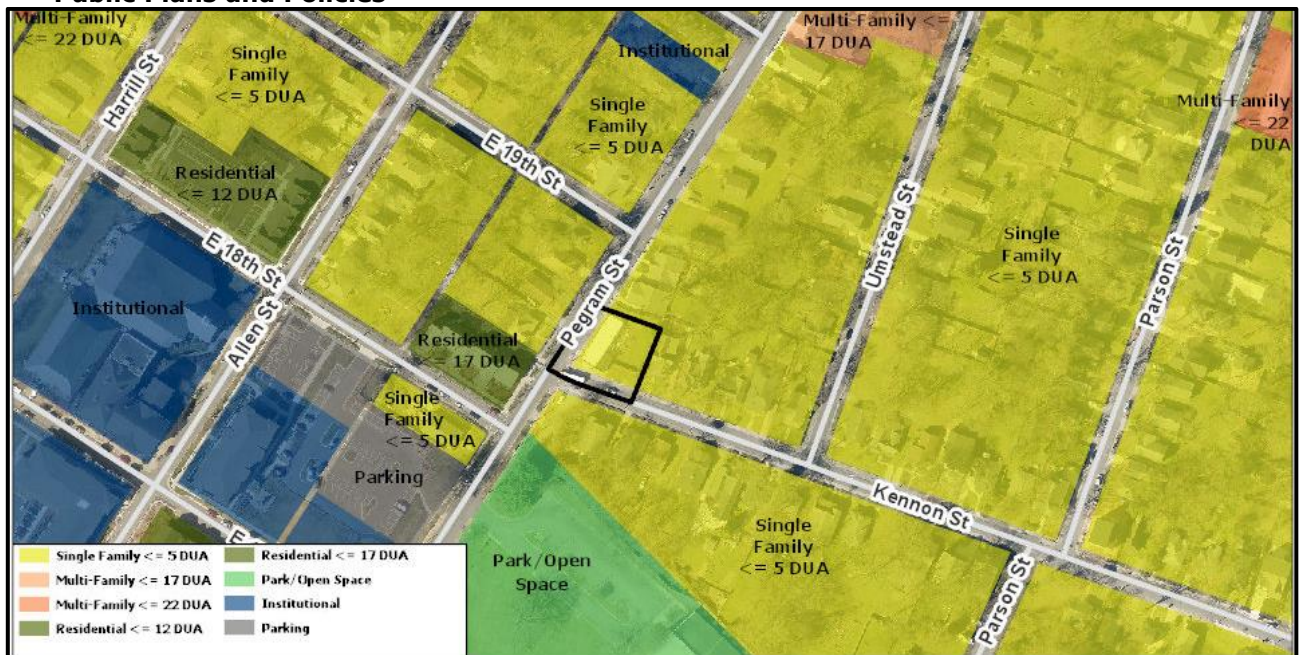 Public Plans and Policies
Multi-Family
<= 22 DUA
Harrill St
Single
Family
<= 5 DUA
Institutional
Multi-Family <=
17 DUA
Multi-Family
<= 22
DUA
Single
Family
<= 5 DUA
E 19th St
Residential
<= 12 DUA
E 18th St
Umstead St
Single
Family
<= 5 DUA
Parson St
Institutional
Allen St
Pegram St
Residential
<= 17 DUA
Single
Family
<= 5 DUA
Parking
Kennon St
E
Single
Family
<= 5 DUA
Park/Open
Space
Parson St
Single Family <= 5 DUA
Multi-Family <= 17 DUA
Multi-Family <= 22 DUA
Residential <= 12 DUA
Residential <= 17 DUA
Park/Open Space
Institutional
Parking